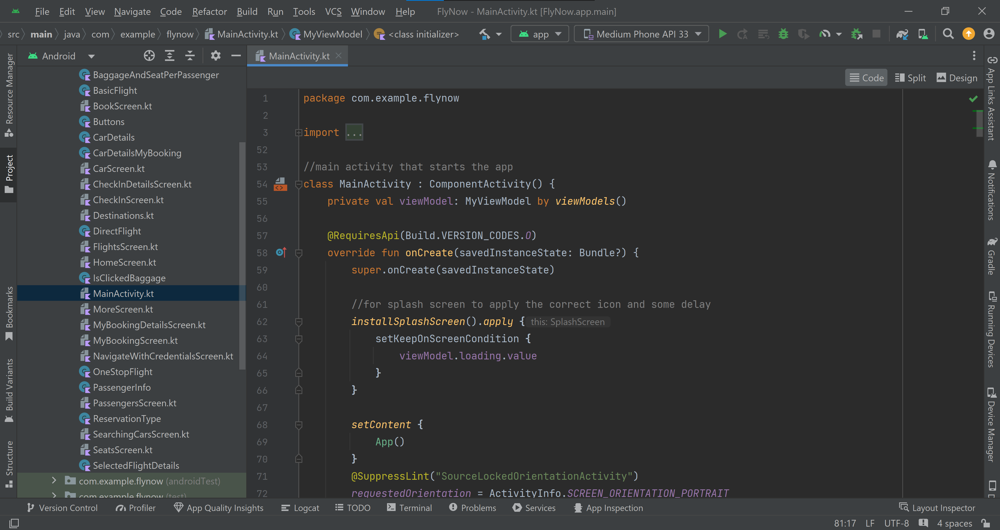 File Edit View Navigate Code Refactor Build Run Tools VCS Window Help FlyNow - MainActivity.kt [FlyNow.app.main]
src main java com example flynow MainActivity.kt MyViewModel <class initializer> app Medium Phone API 33
Resource Manager
Project
Bookmarks
Build Variants
Structure
Android
BaggageAndSeatPerPassenger
BasicFlight
BookScreen.kt
Buttons
CarDetails
CarDetailsMyBooking
CarScreen.kt
CheckInDetailsScreen.kt
CheckInScreen.kt
Destinations.kt
DirectFlight
FlightsScreen.kt
HomeScreen.kt
IsClickedBaggage
MainActivity.kt
MoreScreen.kt
MyBookingDetailsScreen.kt
MyBookingScreen.kt
NavigateWithCredentialsScreen.kt
OneStopFlight
PassengerInfo
PassengersScreen.kt
ReservationType
SearchingCarsScreen.kt
SeatsScreen.kt
SelectedFlightDetails
com.example.flynow (androidTest)
com.example.flynow (test)
MainActivity.kt
Code Split Design
1 package com.example.flynow
2
3 import ...
52
53 //main activity that starts the app
54 class MainActivity : ComponentActivity() {
55 private val viewModel: MyViewModel by viewModels()
56
57 @RequiresApi(Build.VERSION_CODES.O)
58 override fun onCreate(savedInstanceState: Bundle?) {
59 super.onCreate(savedInstanceState)
60
61 //for splash screen to apply the correct icon and some delay
62 installSplashScreen().apply { this: SplashScreen
63 setKeepOnScreenCondition {
64 viewModel.loading.value
65 }
66 }
67
68 setContent {
69 App()
70 }
71 @SuppressLint("SourceLockedOrientationActivity")
72 requestedOrientation = ActivityInfo.SCREEN_ORIENTATION_PORTRAIT
App Links Assistant
Notifications
Gradle
Running Devices
Device Manager
Version Control Profiler App Quality Insights Logcat TODO Terminal Problems Services App Inspection Layout Inspector
81:17 LF UTF-8 4 spaces